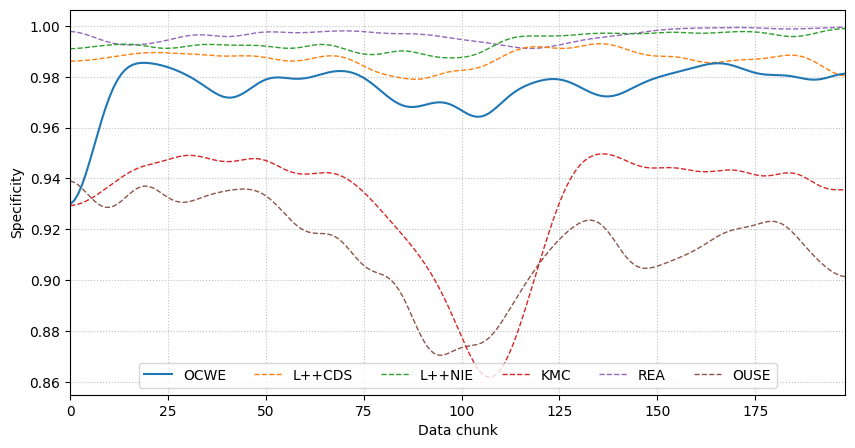 1.00
0.98
0.96
0.94
0.92
0.90
0.88
0.86
Specificity
OCWE L++CDS L++NIE KMC REA OUSE
0 25 50 75 100 125 150 175
Data chunk